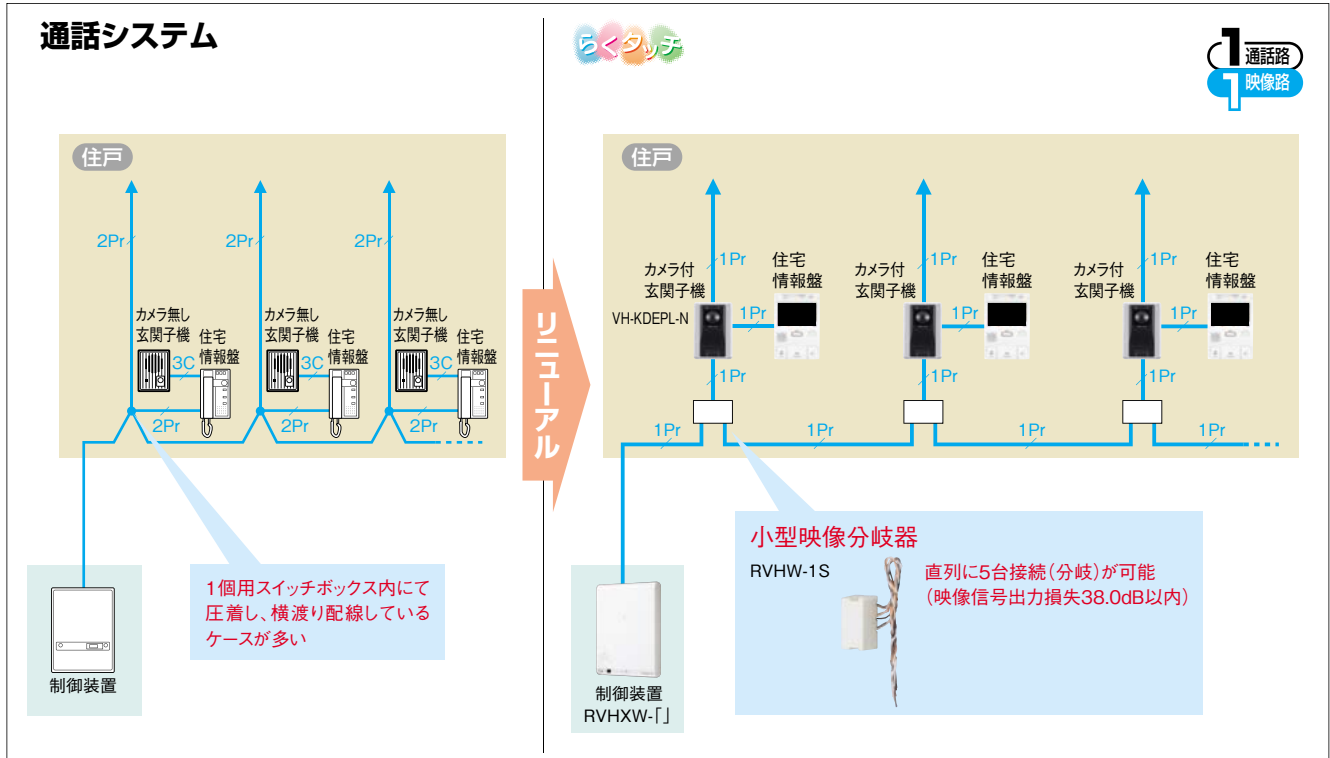 通話システム
らくタッチ
1通話路
1映像路
住戸
2Pr
2Pr
2Pr
カメラ無し
玄関子機
住宅
情報盤
カメラ無し
玄関子機
住宅
情報盤
カメラ無し
玄関子機
住宅
情報盤
3C
3C
3C
2Pr
2Pr
2Pr
1個用スイッチボックス内にて
圧着し、横渡り配線している
ケースが多い
制御装置
リニューアル
住戸
1Pr
1Pr
1Pr
カメラ付
玄関子機
住宅
情報盤
カメラ付
玄関子機
住宅
情報盤
カメラ付
玄関子機
住宅
情報盤
VH-KDEPL-N
1Pr
1Pr
1Pr
1Pr
1Pr
1Pr
1Pr
1Pr
1Pr
1Pr
小型映像分岐器
RVHW-1S
直列に5台接続(分岐)が可能
(映像信号出力損失38.0dB以内)
制御装置
RVHXW-「」